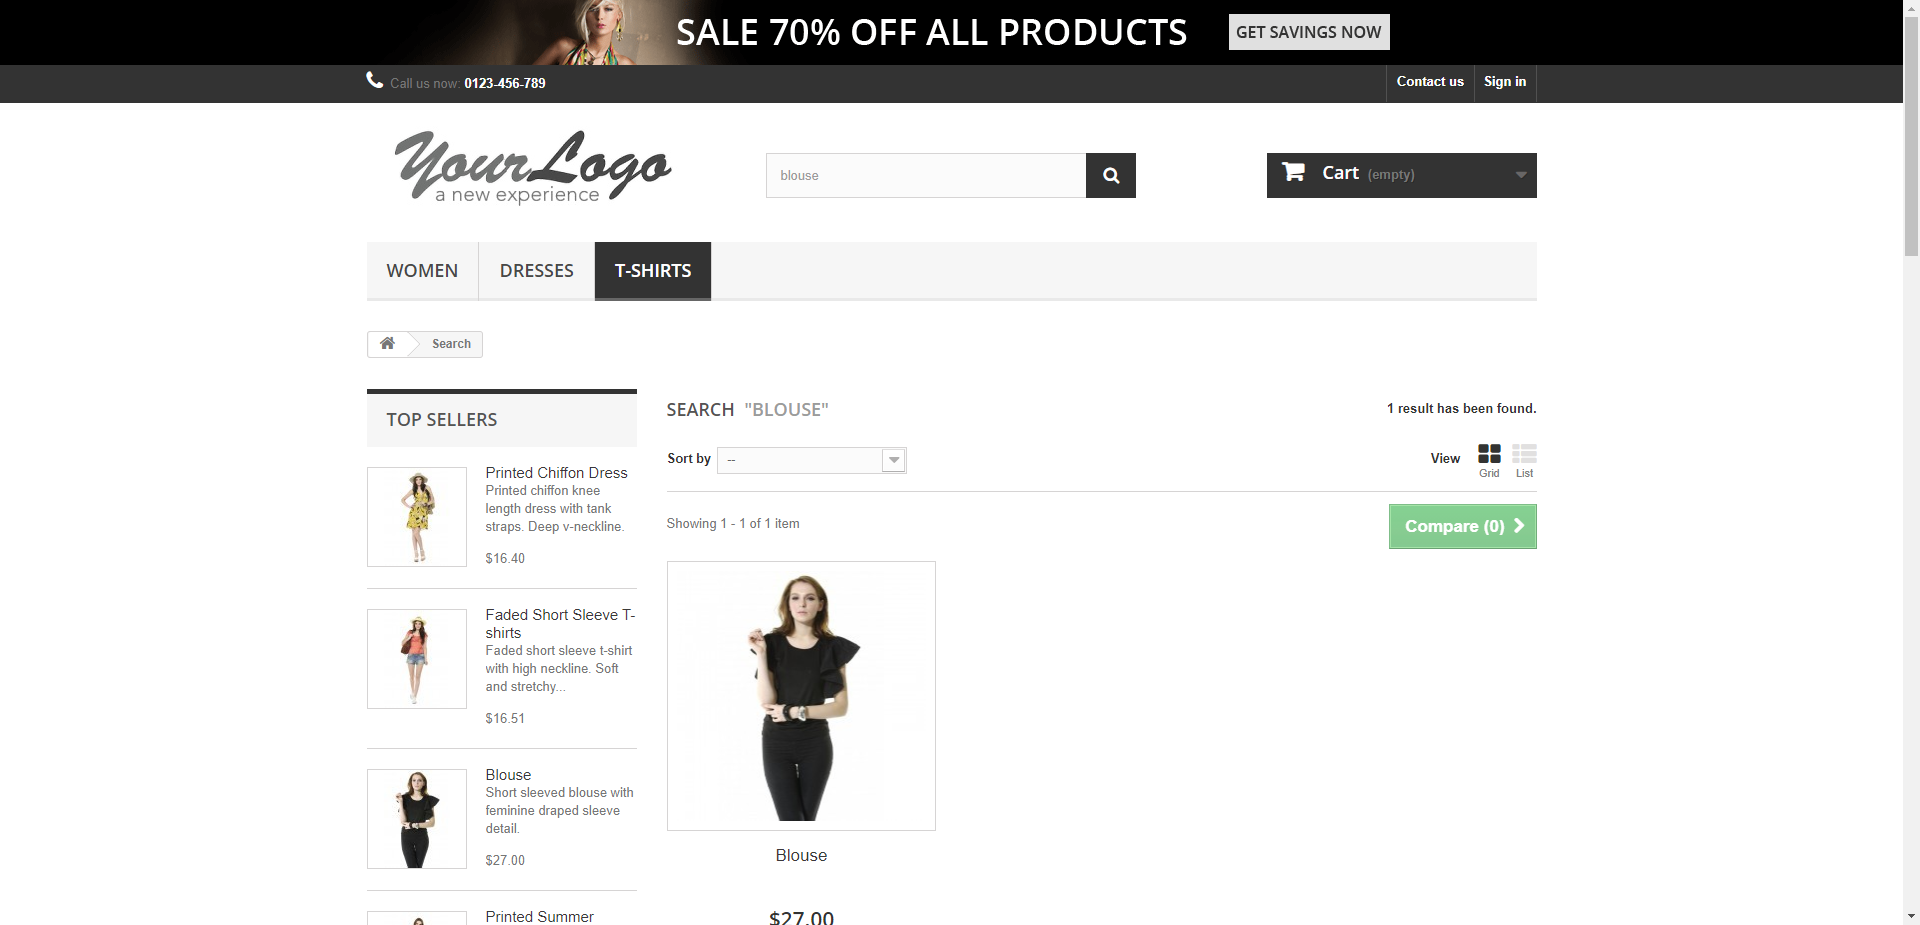 SALE 70% OFF ALL PRODUCTS
GET SAVINGS NOW
Call us now: 0123-456-789
Contact us
Sign in
YourLogo
a new experience
blouse
Cart (empty)
WOMEN
DRESSES
T-SHIRTS
Search
TOP SELLERS
Printed Chiffon Dress
Printed chiffon knee
length dress with tank
straps. Deep v-neckline.
$16.40
Faded Short Sleeve T-
shirts
Faded short sleeve t-shirt
with high neckline. Soft
and stretchy...
$16.51
Blouse
Short sleeved blouse with
feminine draped sleeve
detail.
$27.00
Printed Summer
SEARCH "BLOUSE"
1 result has been found.
Sort by
--
View
Grid
List
Showing 1 - 1 of 1 item
Compare (0)
Blouse
$27.00